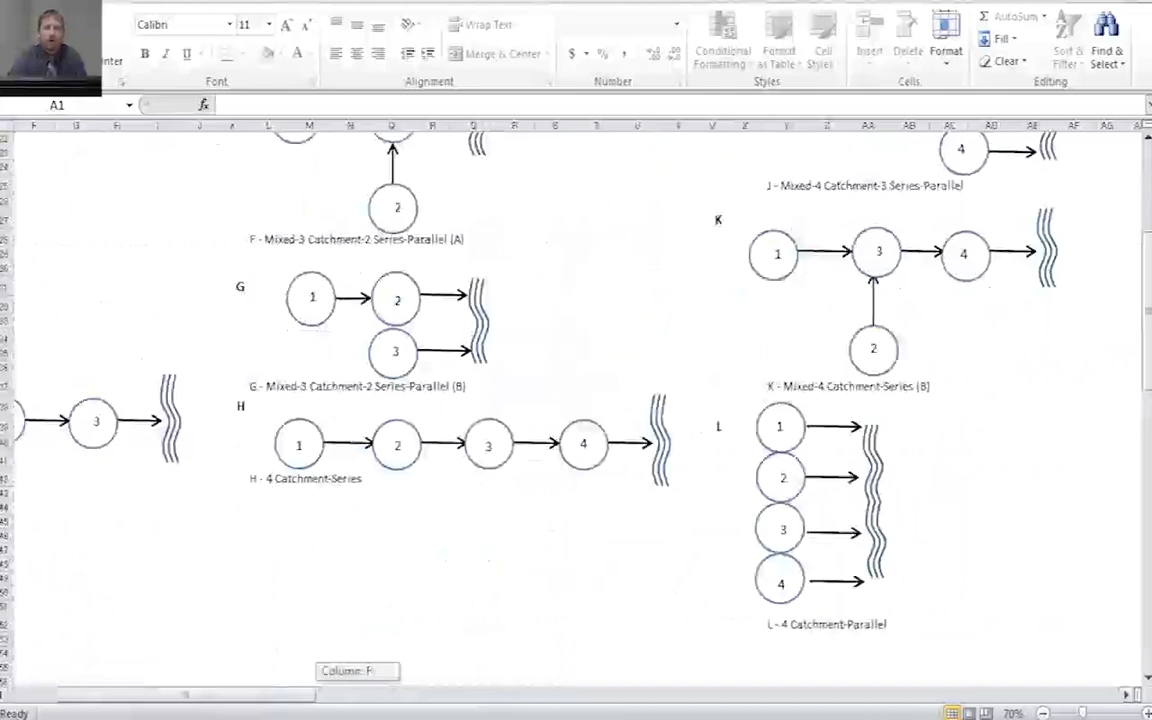 Calibri 11 A A Wrap Text
AutoSum
Fill
Clear
B I U A Merge & Center $ % , Conditional Formatting Format as Table Cell Styles Insert Delete Format Sort & Filter Find & Select
Font Alignment Number Styles Cells Editing
A1 fx
4
J - Mixed-4 Catchment-3 Series-Parallel
2
F - Mixed-3 Catchment-2 Series-Parallel (A)
K
1 3 4
2
K - Mixed-4 Catchment-Series (B)
G
1 2
3
G - Mixed-3 Catchment-2 Series-Parallel (B)
3
H
1 2 3 4
H - 4 Catchment-Series
L
1
2
3
4
L - 4 Catchment-Parallel
Column: F
Ready 70%